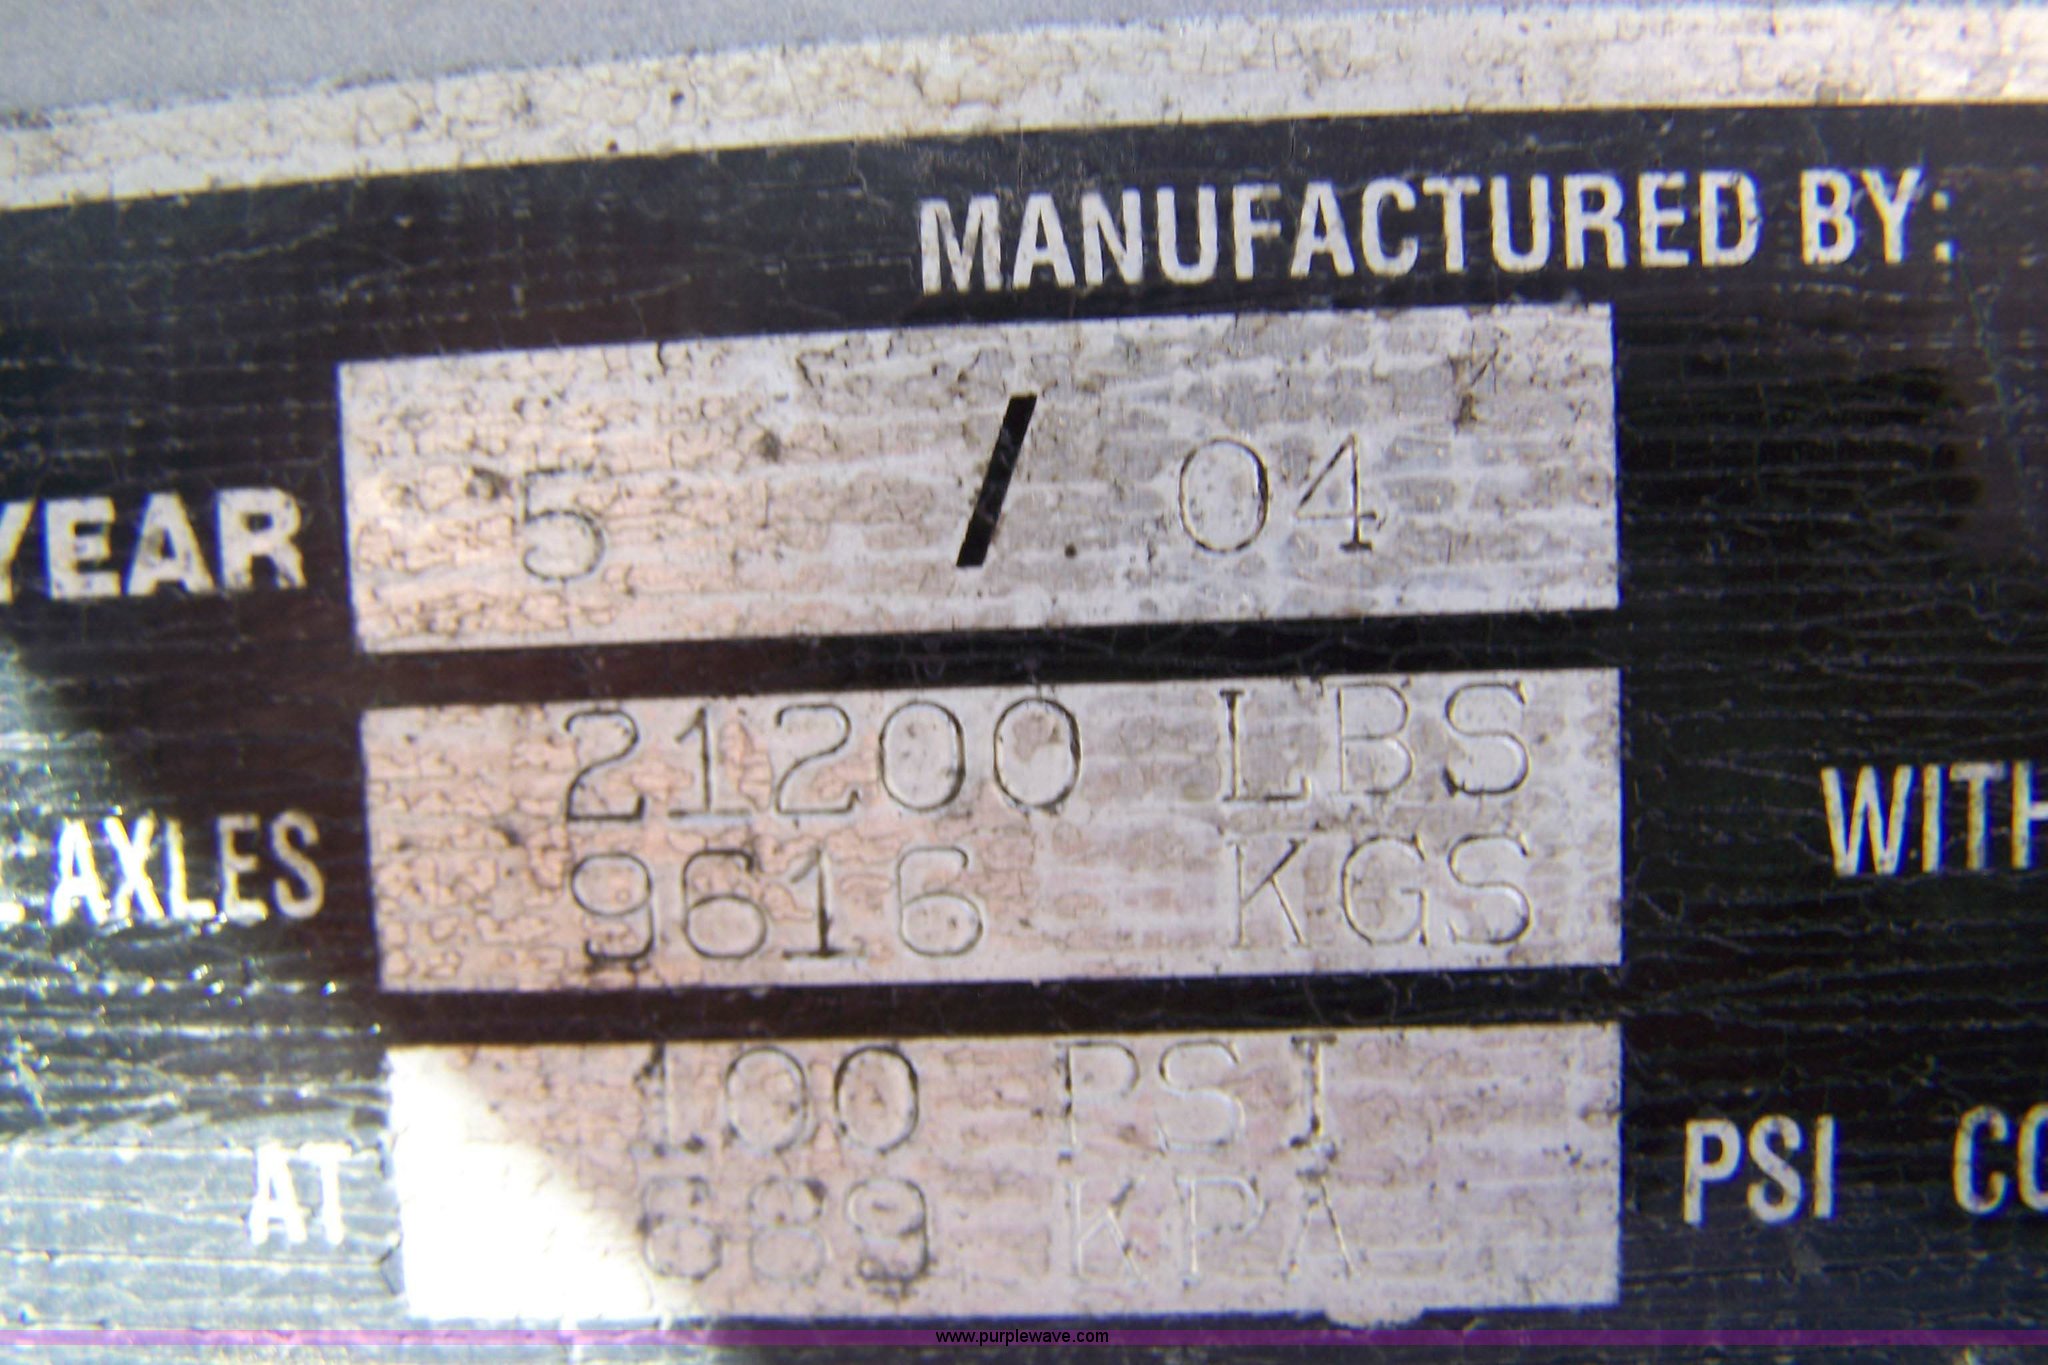 MANUFACTURED BY:
YEAR 5 / 04
21200 LBS
AXLES WITH
9616 KGS
100 PSI
AT 689 KPA PSI CO
www.purplewave.com